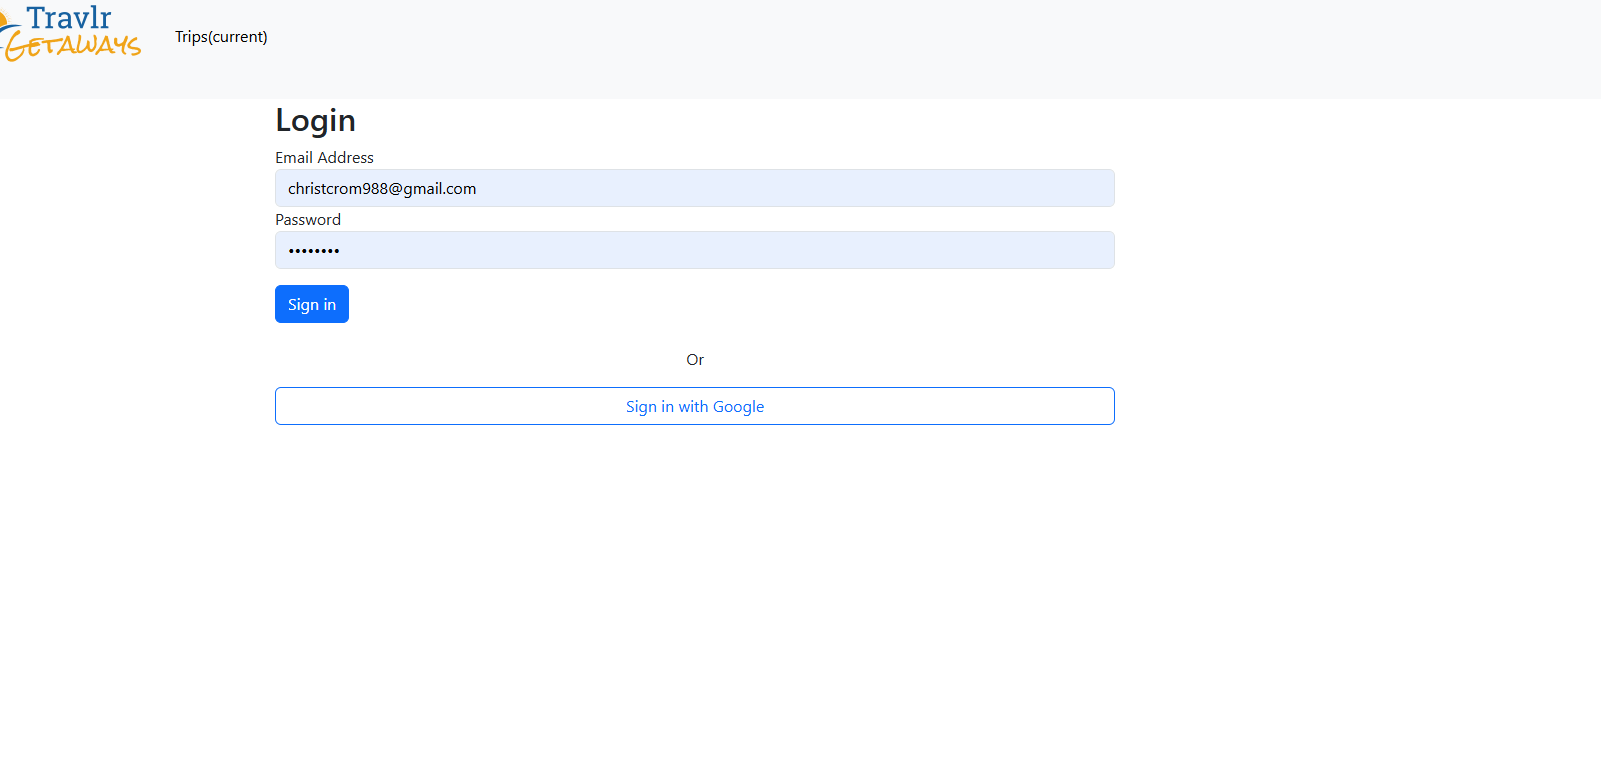 Travlr
GETAWAYS
Trips(current)
Login
Email Address
christcrom988@gmail.com
Password
••••••••
Sign in
Or
Sign in with Google